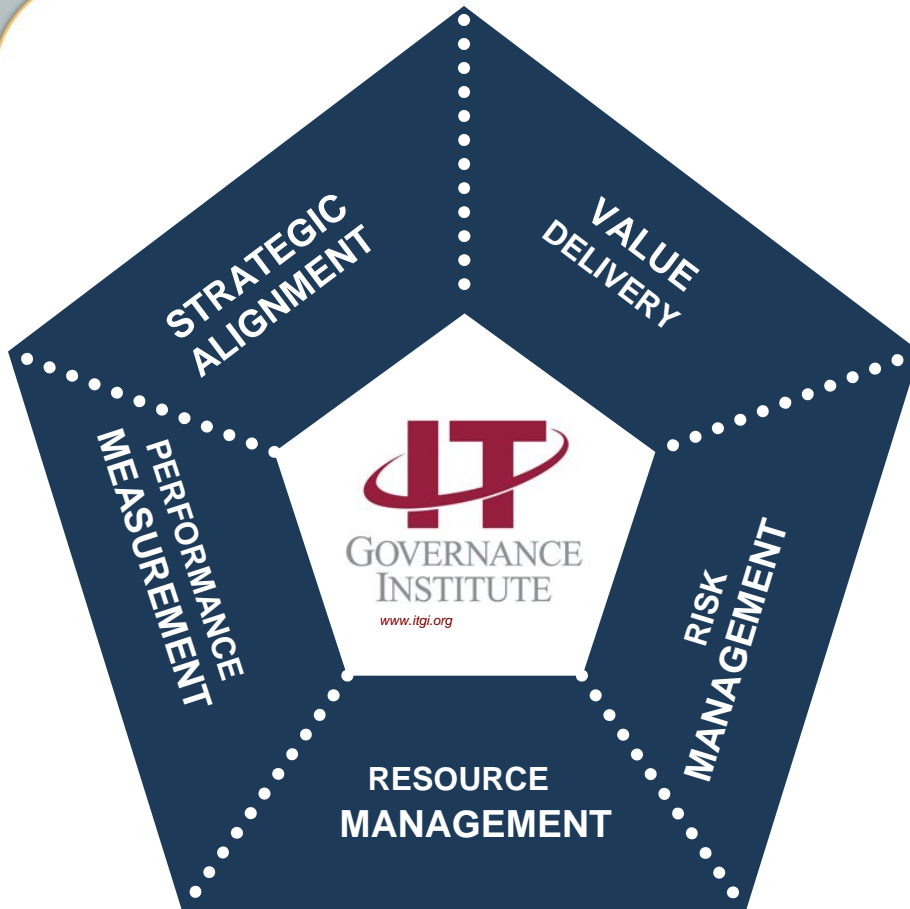 STRATEGIC
ALIGNMENT
VALUE
DELIVERY
PERFORMANCE
MEASUREMENT
IT
GOVERNANCE
INSTITUTE
www.itgi.org
RISK
MANAGEMENT
RESOURCE
MANAGEMENT